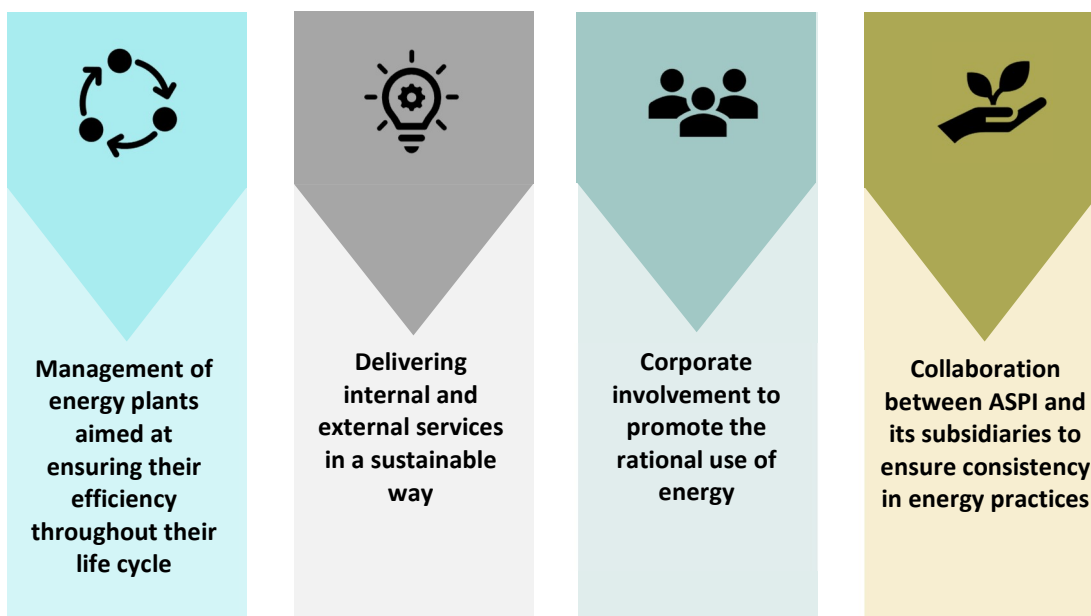 Management of
energy plants
aimed at
ensuring their
efficiency
throughout their
life cycle
Delivering
internal and
external services
in a sustainable
way
Corporate
involvement to
promote the
rational use of
energy
Collaboration
between ASPI and
its subsidiaries to
ensure consistency
in energy practices